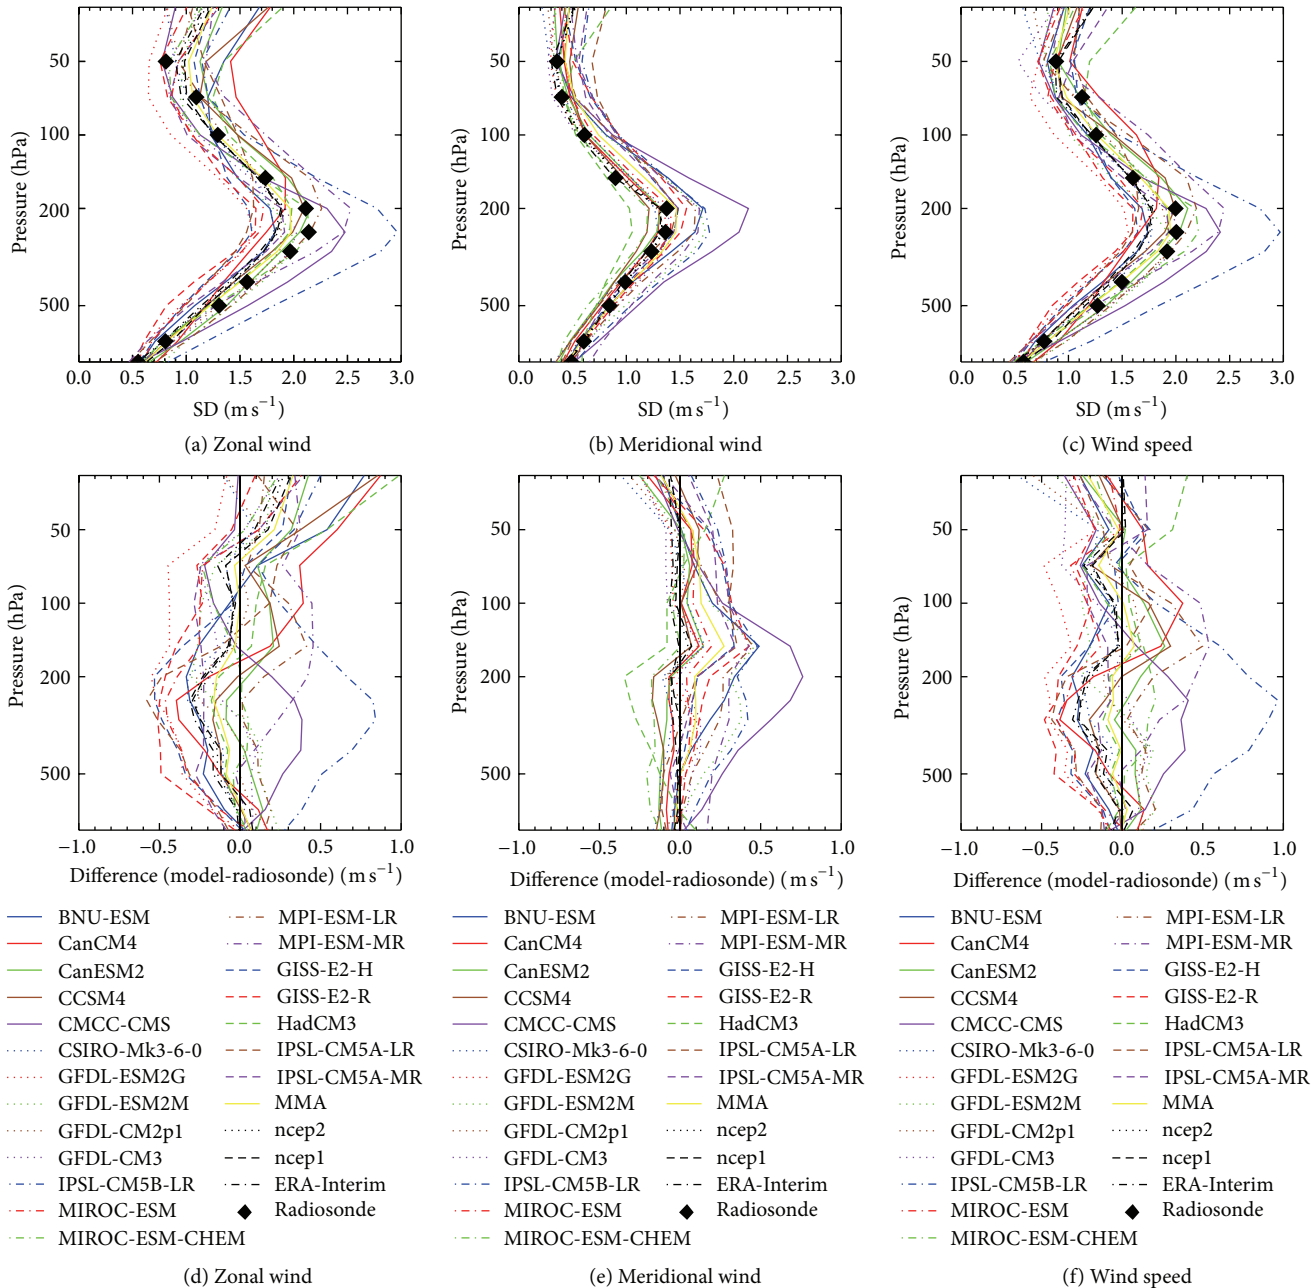 50
100
200
500
Pressure (hPa)
0.0 0.5 1.0 1.5 2.0 2.5 3.0
SD (m s−1)
(a) Zonal wind
50
100
200
500
Pressure (hPa)
0.0 0.5 1.0 1.5 2.0 2.5 3.0
SD (m s−1)
(b) Meridional wind
50
100
200
500
Pressure (hPa)
0.0 0.5 1.0 1.5 2.0 2.5 3.0
SD (m s−1)
(c) Wind speed
50
100
200
500
Pressure (hPa)
−1.0 −0.5 0.0 0.5 1.0
Difference (model-radiosonde) (m s−1)
BNU-ESM
CanCM4
CanESM2
CCSM4
CMCC-CMS
CSIRO-Mk3-6-0
GFDL-ESM2G
GFDL-ESM2M
GFDL-CM2p1
GFDL-CM3
IPSL-CM5B-LR
MIROC-ESM
MIROC-ESM-CHEM
MPI-ESM-LR
MPI-ESM-MR
GISS-E2-H
GISS-E2-R
HadCM3
IPSL-CM5A-LR
IPSL-CM5A-MR
MMA
ncep2
ncep1
ERA-Interim
Radiosonde
(d) Zonal wind
50
100
200
500
Pressure (hPa)
−1.0 −0.5 0.0 0.5 1.0
Difference (model-radiosonde) (m s−1)
BNU-ESM
CanCM4
CanESM2
CCSM4
CMCC-CMS
CSIRO-Mk3-6-0
GFDL-ESM2G
GFDL-ESM2M
GFDL-CM2p1
GFDL-CM3
IPSL-CM5B-LR
MIROC-ESM
MIROC-ESM-CHEM
MPI-ESM-LR
MPI-ESM-MR
GISS-E2-H
GISS-E2-R
HadCM3
IPSL-CM5A-LR
IPSL-CM5A-MR
MMA
ncep2
ncep1
ERA-Interim
Radiosonde
(e) Meridional wind
50
100
200
500
Pressure (hPa)
−1.0 −0.5 0.0 0.5 1.0
Difference (model-radiosonde) (m s−1)
BNU-ESM
CanCM4
CanESM2
CCSM4
CMCC-CMS
CSIRO-Mk3-6-0
GFDL-ESM2G
GFDL-ESM2M
GFDL-CM2p1
GFDL-CM3
IPSL-CM5B-LR
MIROC-ESM
MIROC-ESM-CHEM
MPI-ESM-LR
MPI-ESM-MR
GISS-E2-H
GISS-E2-R
HadCM3
IPSL-CM5A-LR
IPSL-CM5A-MR
MMA
ncep2
ncep1
ERA-Interim
Radiosonde
(f) Wind speed